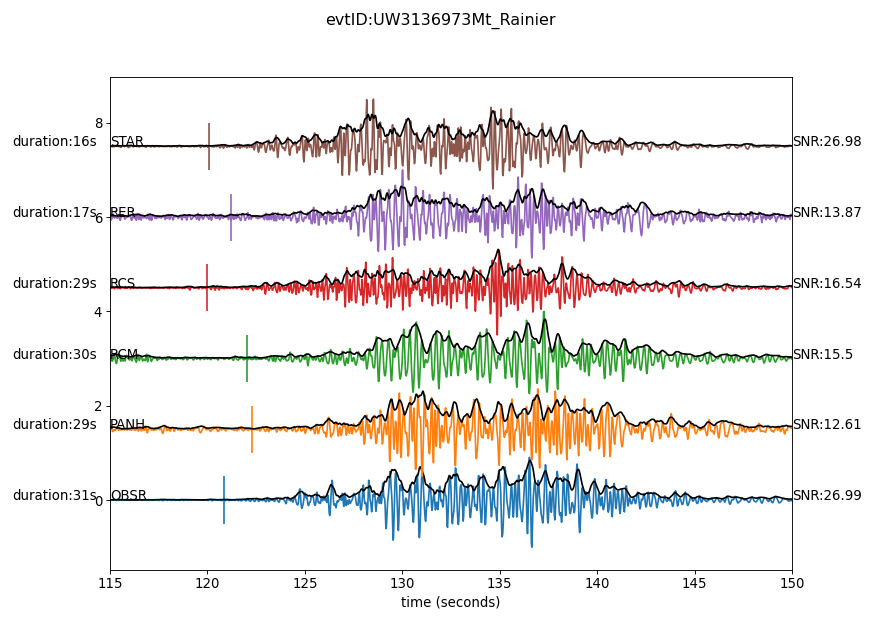 evtID:UW3136973Mt_Rainier
8
duration:16s STAR SNR:26.98
duration:17s RER SNR:13.87
6
duration:29s RCS SNR:16.54
4
duration:30s RCM SNR:15.5
2
duration:29s PANH SNR:12.61
duration:31s OBSR SNR:26.99
0
115 120 125 130 135 140 145 150
time (seconds)